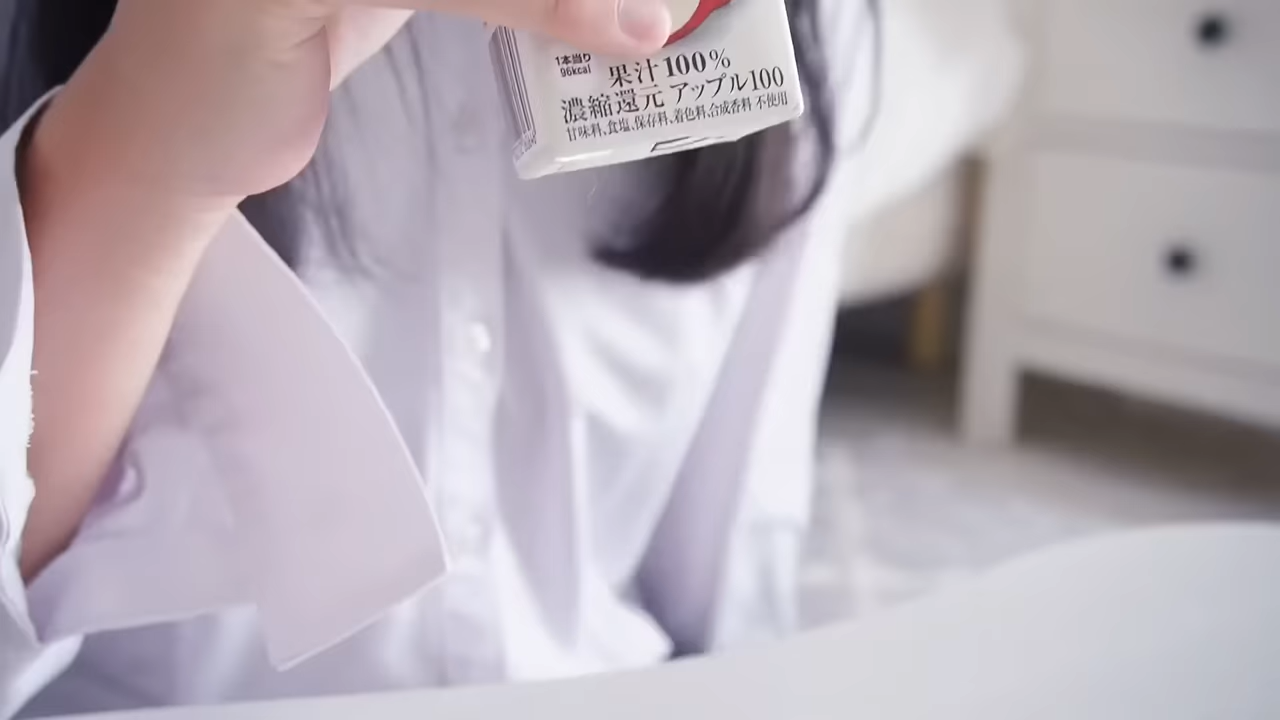 1本当り
96kcal
果汁100%
濃縮還元 アップル100
甘味料、食塩、保存料、着色料、合成香料 不使用